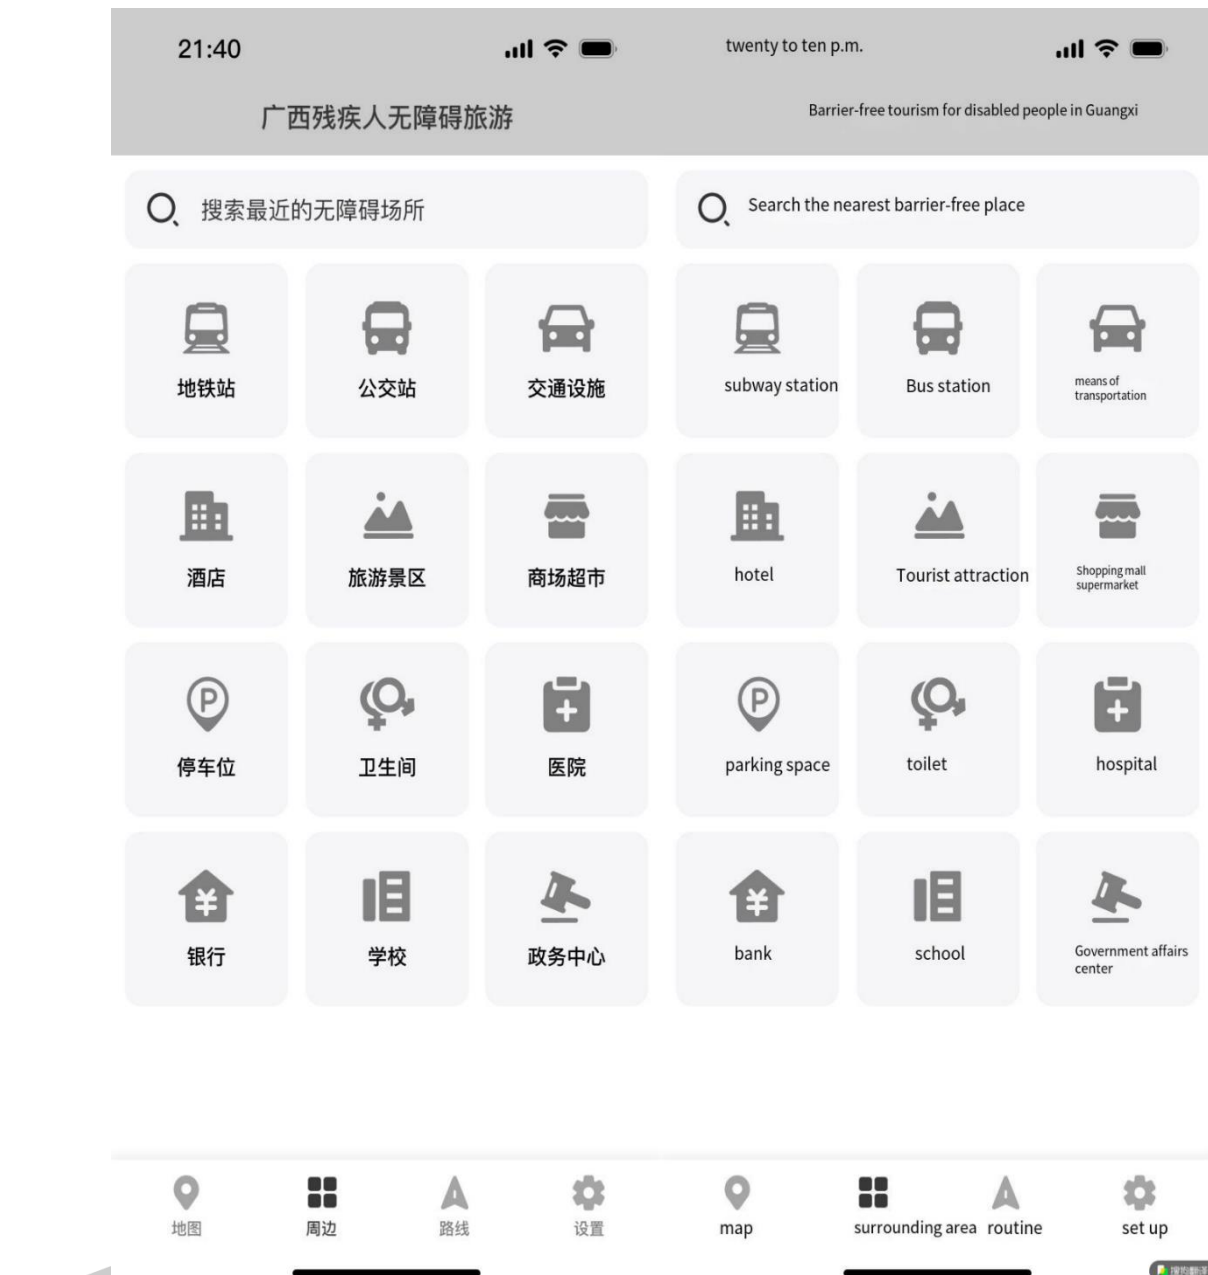 21:40
广西残疾人无障碍旅游
搜索最近的无障碍场所
地铁站
公交站
交通设施
酒店
旅游景区
商场超市
P
停车位
卫生间
医院
¥
银行
学校
政务中心
地图
周边
路线
设置
twenty to ten p.m.
Barrier-free tourism for disabled people in Guangxi
Search the nearest barrier-free place
subway station
Bus station
means of
transportation
hotel
Tourist attraction
Shopping mall
supermarket
P
parking space
toilet
hospital
¥
bank
school
Government affairs
center
map
surrounding area
routine
set up
搜狗翻译